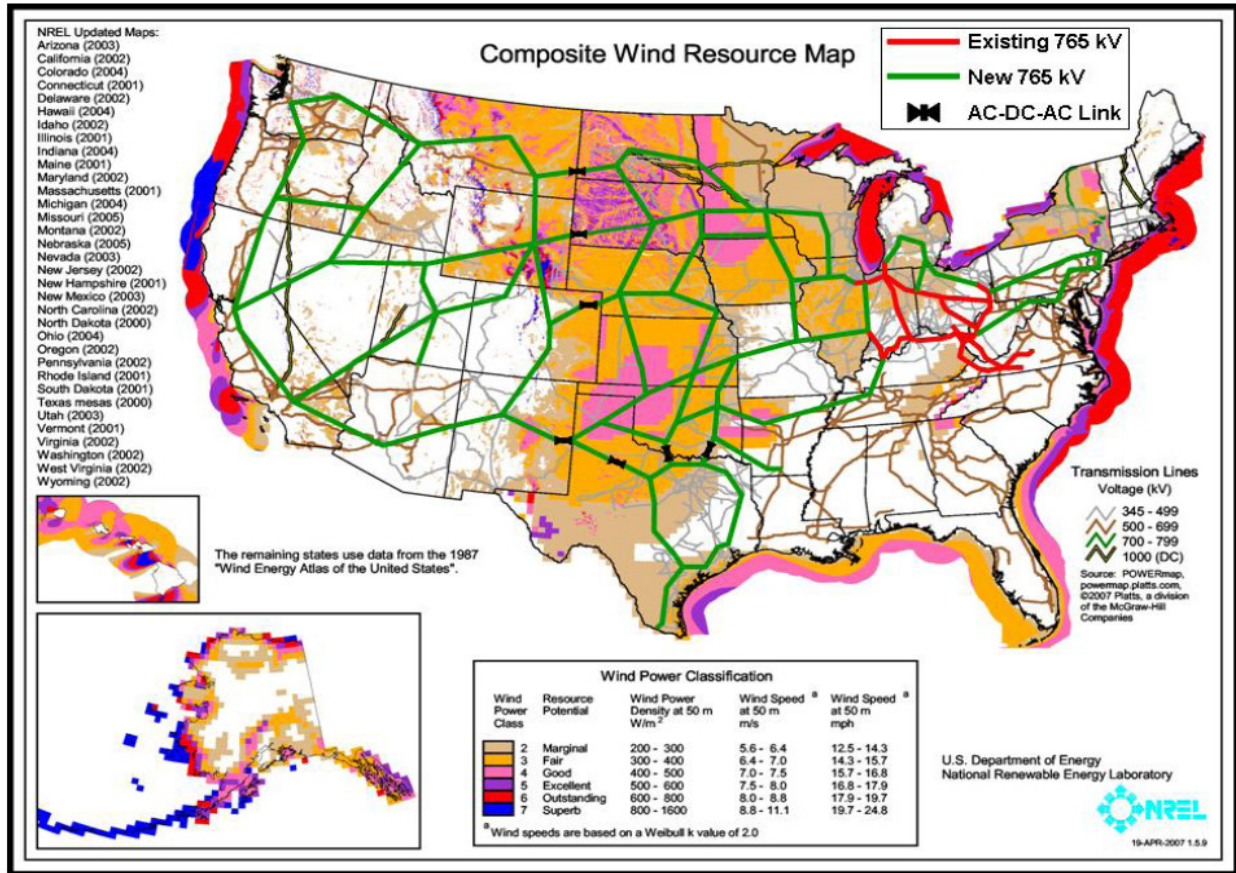 NREL Updated Maps:
Arizona (2003)
California (2002)
Colorado (2004)
Connecticut (2001)
Delaware (2002)
Hawaii (2004)
Idaho (2002)
Illinois (2001)
Indiana (2004)
Maine (2001)
Maryland (2002)
Massachusetts (2001)
Michigan (2004)
Missouri (2005)
Montana (2002)
Nebraska (2005)
Nevada (2003)
New Jersey (2002)
New Hampshire (2001)
New Mexico (2003)
North Carolina (2002)
North Dakota (2000)
Ohio (2004)
Oregon (2002)
Pennsylvania (2002)
Rhode Island (2001)
South Dakota (2001)
Texas mesas (2000)
Utah (2003)
Vermont (2001)
Virginia (2002)
Washington (2002)
West Virginia (2002)
Wyoming (2002)
Composite Wind Resource Map
Existing 765 kV
New 765 kV
AC-DC-AC Link
Transmission Lines
Voltage (kV)
345 - 499
500 - 699
700 - 799
1000 (DC)
Source: POWERmap,
powermap.platts.com,
©2007 Platts, a division
of the McGraw-Hill
Companies
The remaining states use data from the 1987
"Wind Energy Atlas of the United States".
Wind Power Classification
Wind Resource Wind Power Wind Speed a Wind Speed a
Power Potential Density at 50 m at 50 m at 50 m
Class W/m 2 m/s mph
2 Marginal 200 - 300 5.6 - 6.4 12.5 - 14.3
3 Fair 300 - 400 6.4 - 7.0 14.3 - 15.7
4 Good 400 - 500 7.0 - 7.5 15.7 - 16.8
5 Excellent 500 - 600 7.5 - 8.0 16.8 - 17.9
6 Outstanding 600 - 800 8.0 - 8.8 17.9 - 19.7
7 Superb 800 - 1600 8.8 - 11.1 19.7 - 24.8
a Wind speeds are based on a Weibull k value of 2.0
U.S. Department of Energy
National Renewable Energy Laboratory
NREL
19-APR-2007 1.5.9